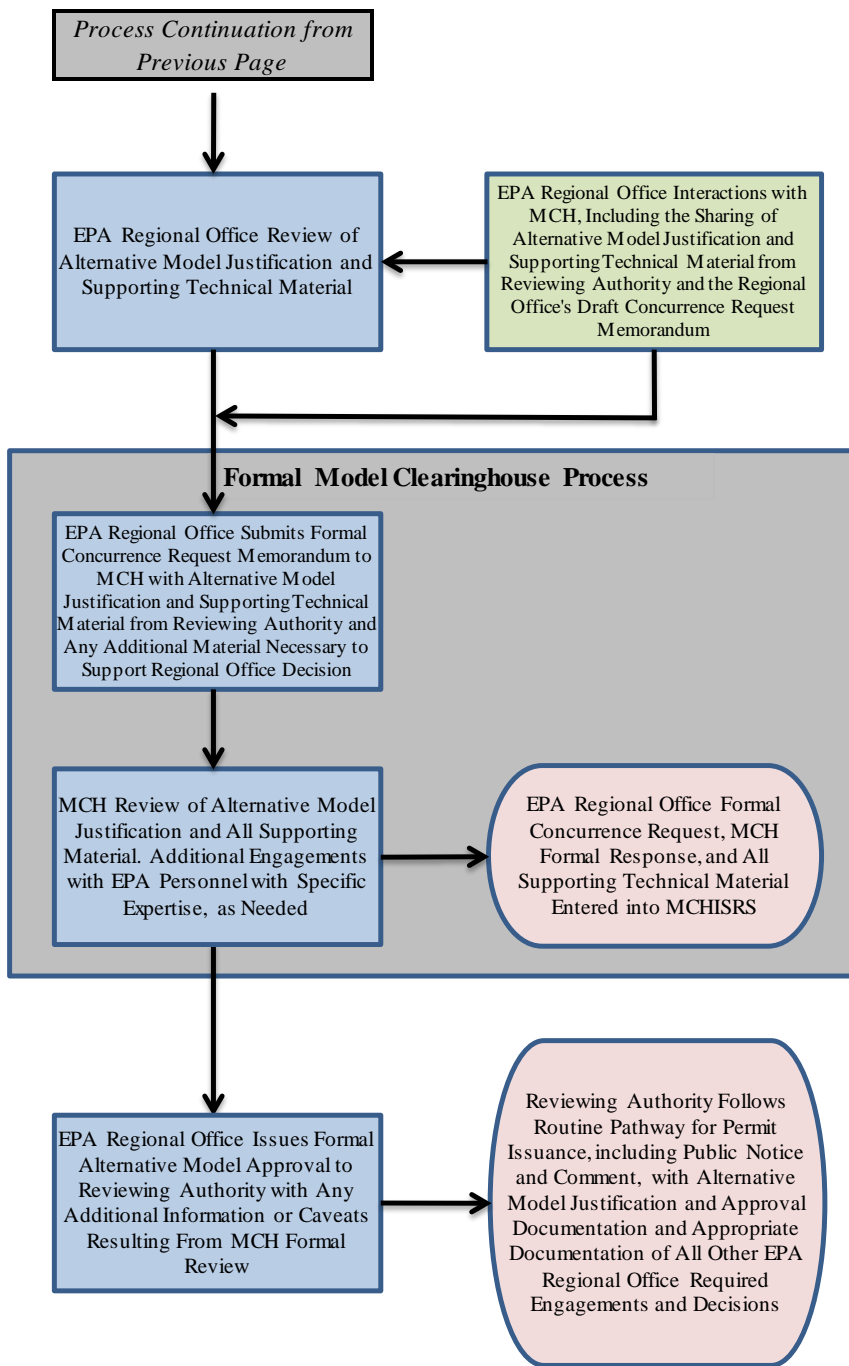 Process Continuation from
Previous Page
EPA Regional Office Review of
Alternative Model Justification and
Supporting Technical Material
EPA Regional Office Interactions with
MCH, Including the Sharing of
Alternative Model Justification and
Supporting Technical Material from
Reviewing Authority and the Regional
Office's Draft Concurrence Request
Memorandum
Formal Model Clearinghouse Process
EPA Regional Office Submits Formal
Concurrence Request Memorandum to
MCH with Alternative Model
Justification and Supporting Technical
Material from Reviewing Authority and
Any Additional Material Necessary to
Support Regional Office Decision
MCH Review of Alternative Model
Justification and All Supporting
Material. Additional Engagements
with EPA Personnel with Specific
Expertise, as Needed
EPA Regional Office Formal
Concurrence Request, MCH
Formal Response, and All
Supporting Technical Material
Entered into MCHISRS
EPA Regional Office Issues Formal
Alternative Model Approval to
Reviewing Authority with Any
Additional Information or Caveats
Resulting From MCH Formal
Review
Reviewing Authority Follows
Routine Pathway for Permit
Issuance, including Public Notice
and Comment, with Alternative
Model Justification and Approval
Documentation and Appropriate
Documentation of All Other EPA
Regional Office Required
Engagements and Decisions